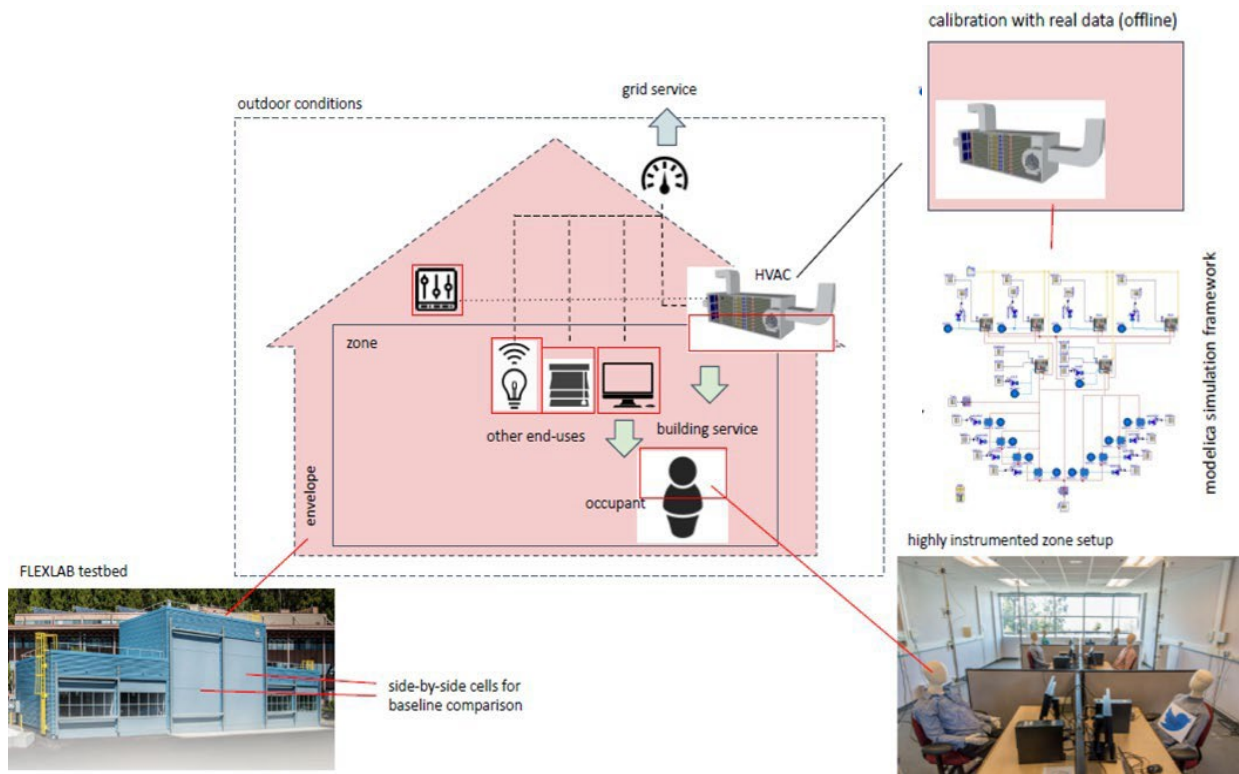 calibration with real data (offline)
grid service
outdoor conditions
HVAC
zone
other end-uses
building service
occupant
envelope
modelica simulation framework
highly instrumented zone setup
FLEXLAB testbed
side-by-side cells for
baseline comparison